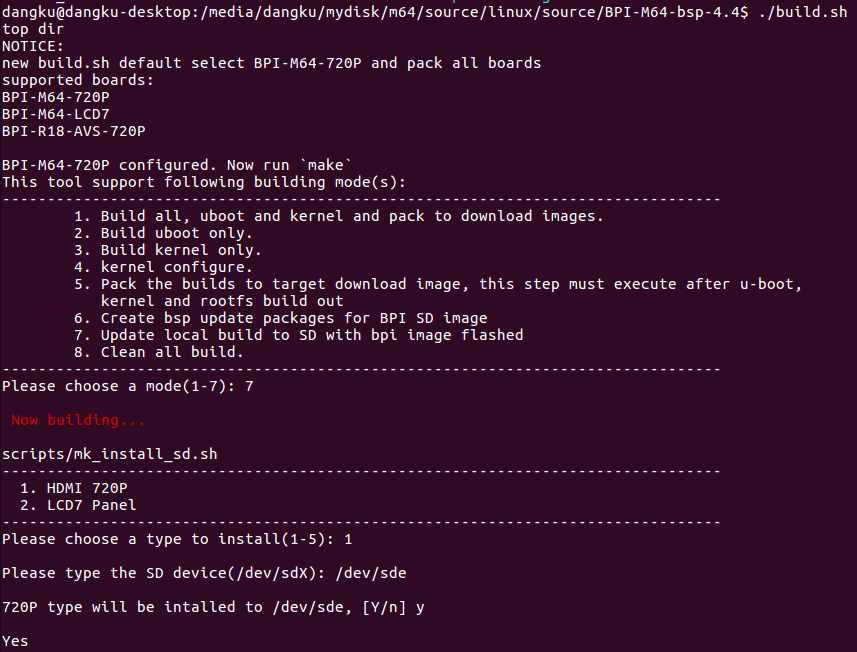 dangku@dangku-desktop:/media/dangku/mydisk/m64/source/linux/source/BPI-M64-bsp-4.4$ ./build.sh
top dir
NOTICE:
new build.sh default select BPI-M64-720P and pack all boards
supported boards:
BPI-M64-720P
BPI-M64-LCD7
BPI-R18-AVS-720P
BPI-M64-720P configured. Now run `make`
This tool support following building mode(s):
--------------------------------------------------------------------------------
1. Build all, uboot and kernel and pack to download images.
2. Build uboot only.
3. Build kernel only.
4. kernel configure.
5. Pack the builds to target download image, this step must execute after u-boot,
kernel and rootfs build out
6. Create bsp update packages for BPI SD image
7. Update local build to SD with bpi image flashed
8. Clean all build.
--------------------------------------------------------------------------------
Please choose a mode(1-7): 7
Now building...
scripts/mk_install_sd.sh
--------------------------------------------------------------------------------
1. HDMI 720P
2. LCD7 Panel
--------------------------------------------------------------------------------
Please choose a type to install(1-5): 1
Please type the SD device(/dev/sdX): /dev/sde
720P type will be intalled to /dev/sde, [Y/n] y
Yes